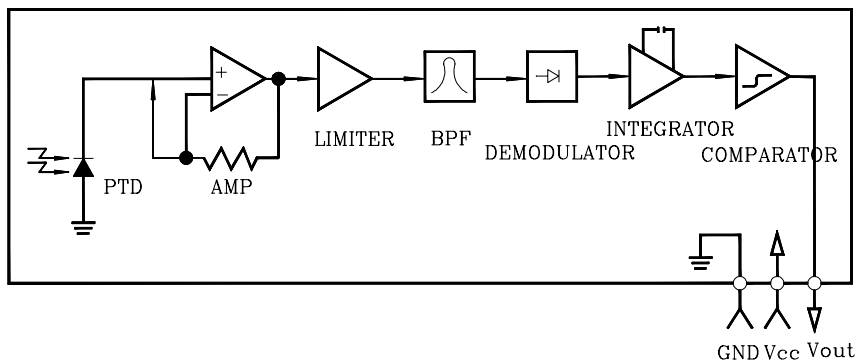 +
−
LIMITER
BPF
DEMODULATOR
INTEGRATOR
COMPARATOR
PTD
AMP
GND Vcc Vout